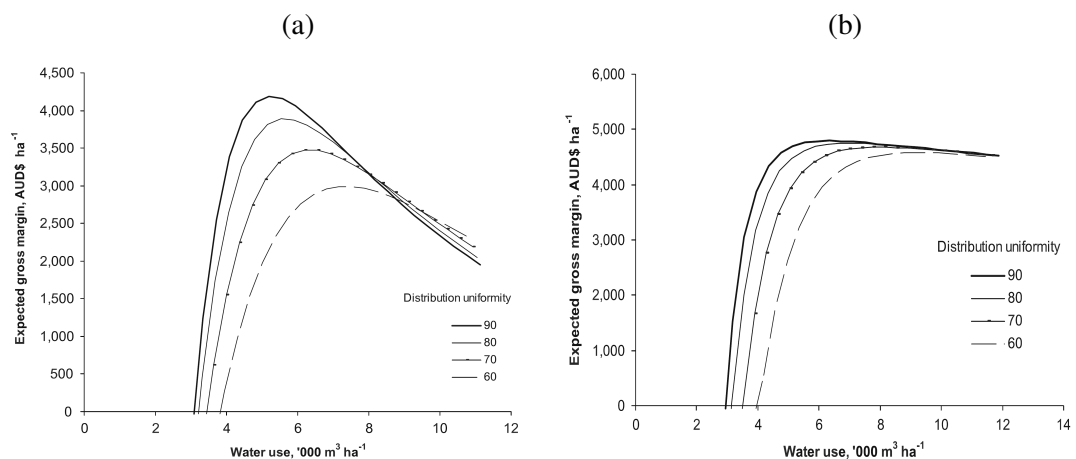 (a)
(b)
Expected gross margin, AUD$ ha⁻¹
4,500
4,000
3,500
3,000
2,500
2,000
1,500
1,000
500
0
Distribution uniformity
90
80
70
60
0 2 4 6 8 10 12
Water use, '000 m³ ha⁻¹
Expected gross margin, AUD$ ha⁻¹
6,000
5,000
4,000
3,000
2,000
1,000
0
Distribution uniformity
90
80
70
60
0 2 4 6 8 10 12 14
Water use, '000 m³ ha⁻¹